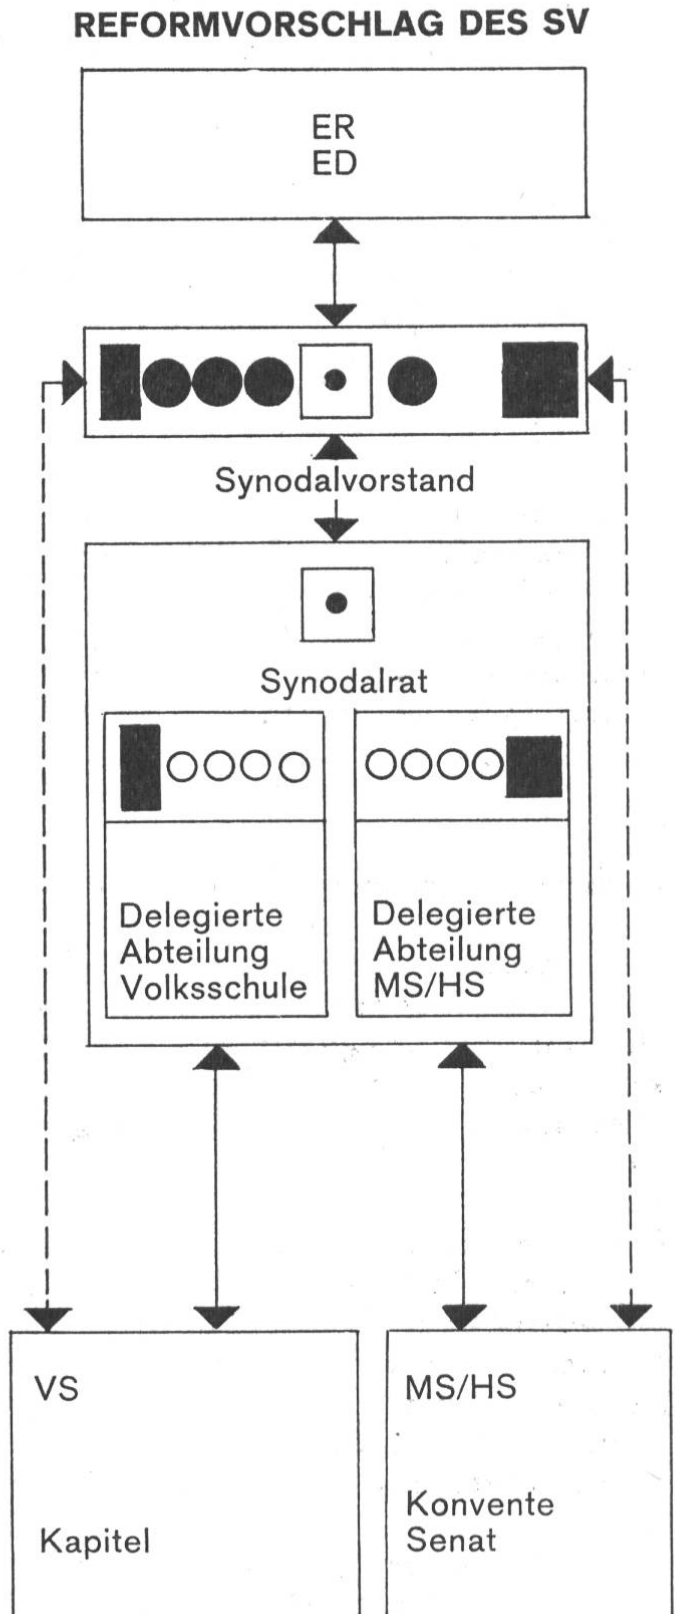 REFORMVORSCHLAG DES SV
ER
ED
Synodalvorstand
Synodalrat
Delegierte
Abteilung
Volksschule
Delegierte
Abteilung
MS/HS
VS
Kapitel
MS/HS
Konvente
Senat